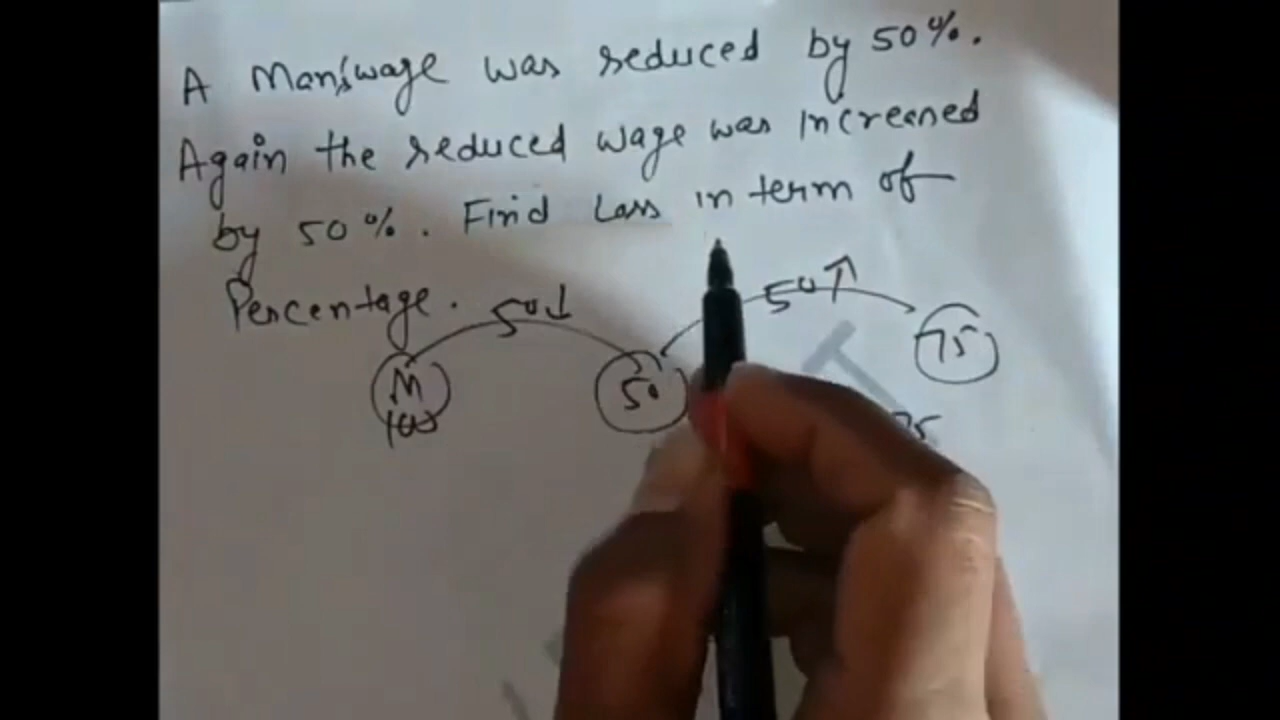 A Man's wage was reduced by 50%.
Again the reduced wage was increased
by 50%. Find Loss in term of
Percentage.
50↓
50↑
M
100
50
75